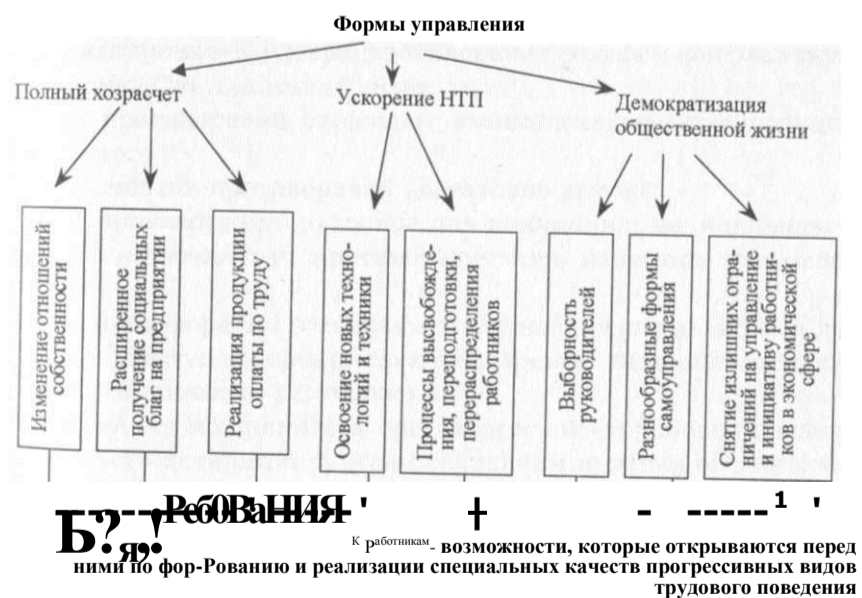 Формы управления
Полный хозрасчет
Ускорение НТП
Демократизация
общественной жизни
Изменение отношений
собственности
Расширенное
получение социальных
благ на предприятии
Реализация продукции
оплаты по труду
Освоение новых техно-
логий и техники
Процессы высвобожде-
ния, переподготовки,
перераспределения
работников
Выборность
руководителей
Разнообразные формы
самоуправления
Снятие излишних огра-
ничений на управление
и инициативу работни-
ков в экономической
сфере
К Работникам- возможности, которые открываются перед
ними по фор-Рованию и реализации специальных качеств прогрессивных видов
трудового поведения